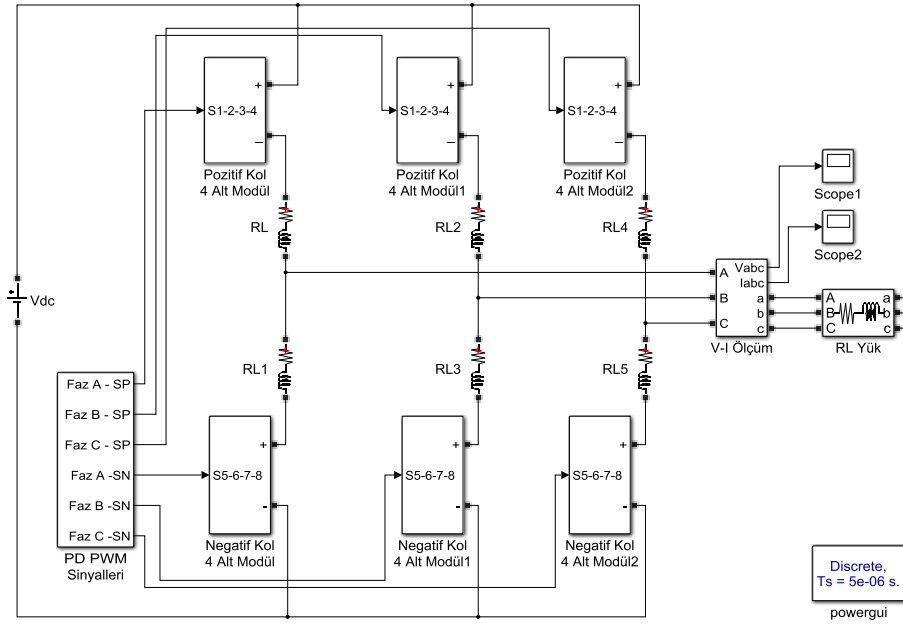 +
S1-2-3-4
–
Pozitif Kol
4 Alt Modül
+
S1-2-3-4
–
Pozitif Kol
4 Alt Modül1
+
S1-2-3-4
–
Pozitif Kol
4 Alt Modül2
Scope1
Scope2
RL
RL2
RL4
Vdc
+
A
B
C
Vabc
Iabc
a
b
c
V-I Ölçüm
A
B
C
a
b
c
RL Yük
RL1
RL3
RL5
Faz A - SP
Faz B - SP
Faz C - SP
Faz A -SN
Faz B -SN
Faz C -SN
PD PWM
Sinyalleri
+
S5-6-7-8
-
Negatif Kol
4 Alt Modül
+
S5-6-7-8
-
Negatif Kol
4 Alt Modül1
+
S5-6-7-8
-
Negatif Kol
4 Alt Modül2
Discrete,
Ts = 5e-06 s.
powergui